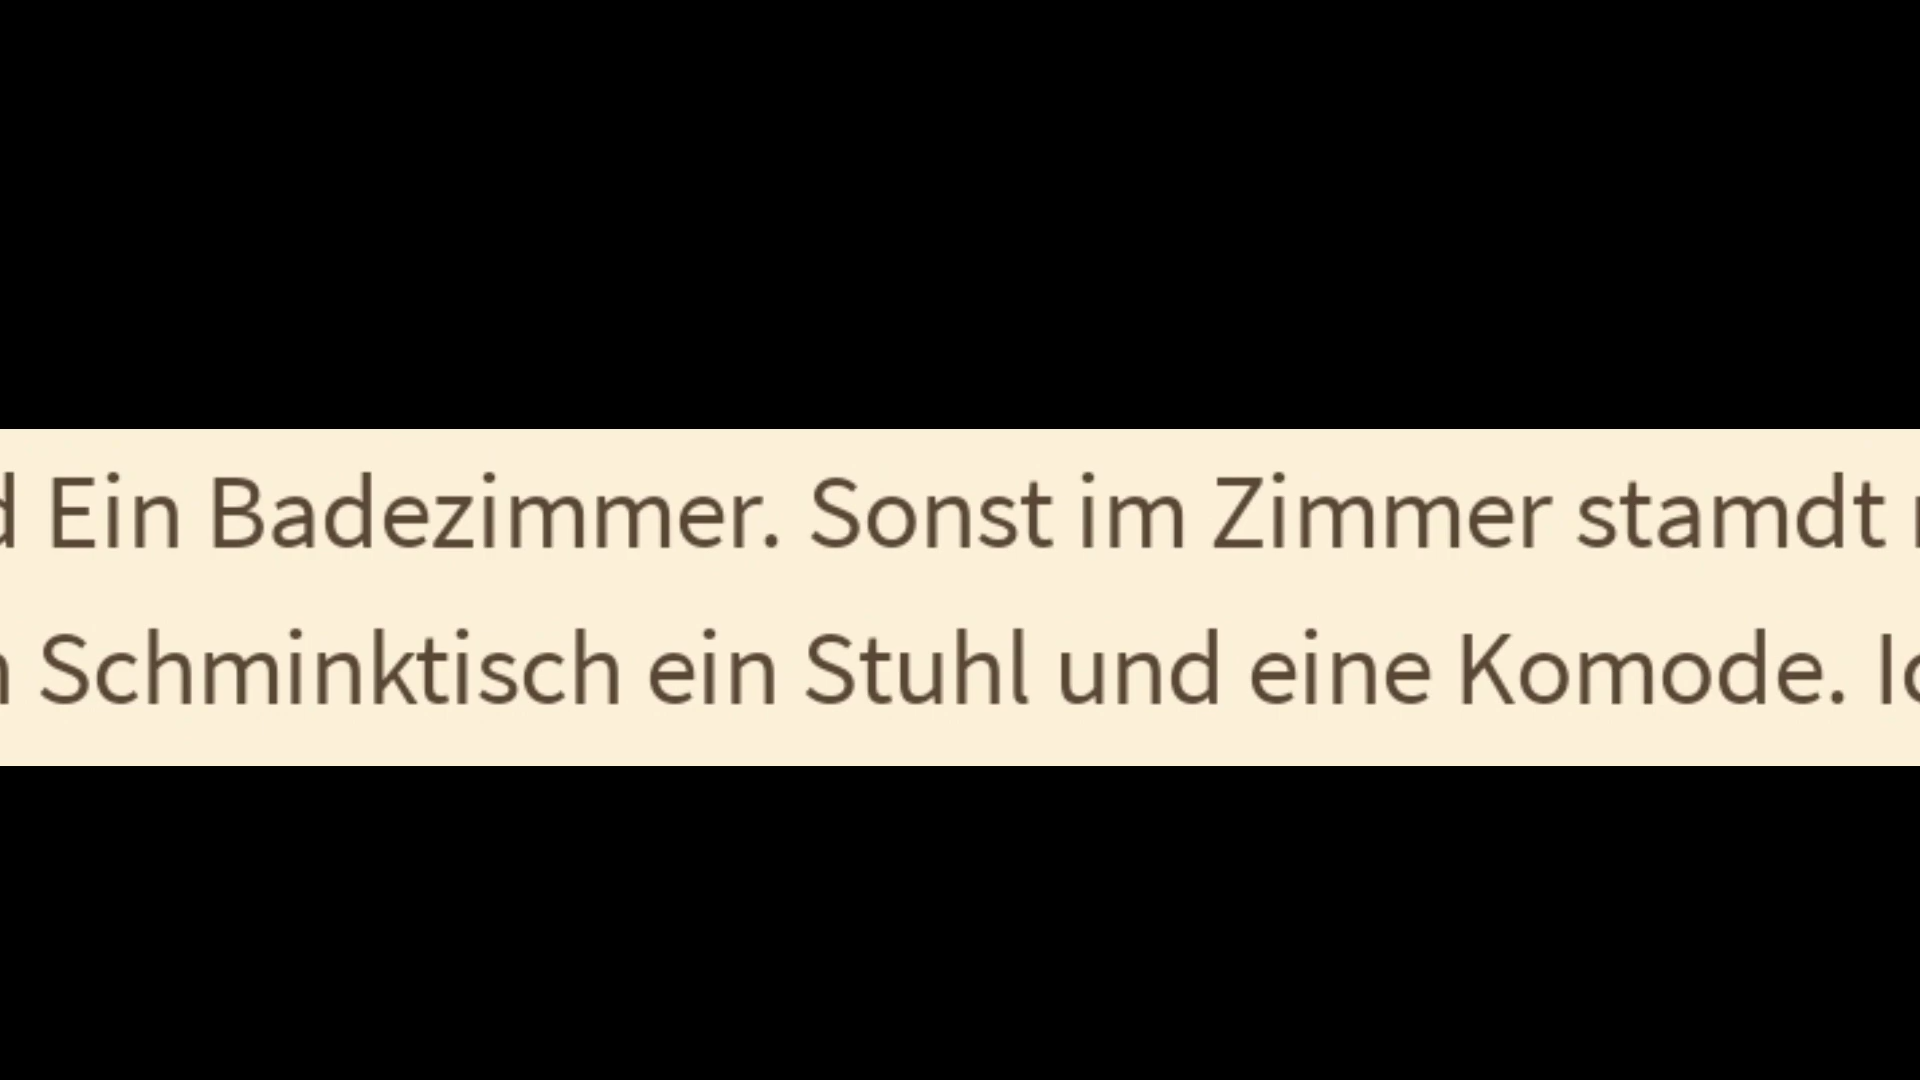 Ein Badezimmer. Sonst im Zimmer stamdt
Schminktisch ein Stuhl und eine Komode.